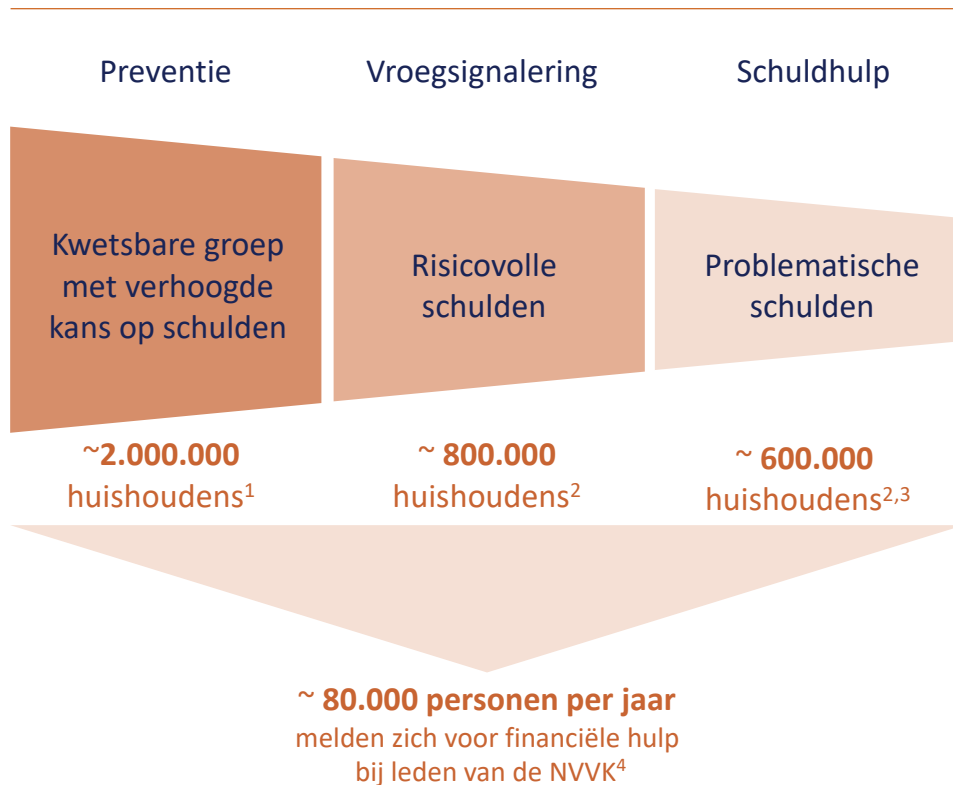 Preventie
Vroegsignalering
Schuldhulp
Kwetsbare groep
met verhoogde
kans op schulden
Risicovolle
schulden
Problematische
schulden
~2.000.000
huishoudens¹
~ 800.000
huishoudens²
~ 600.000
huishoudens²,³
~ 80.000 personen per jaar
melden zich voor financiële hulp
bij leden van de NVVK⁴